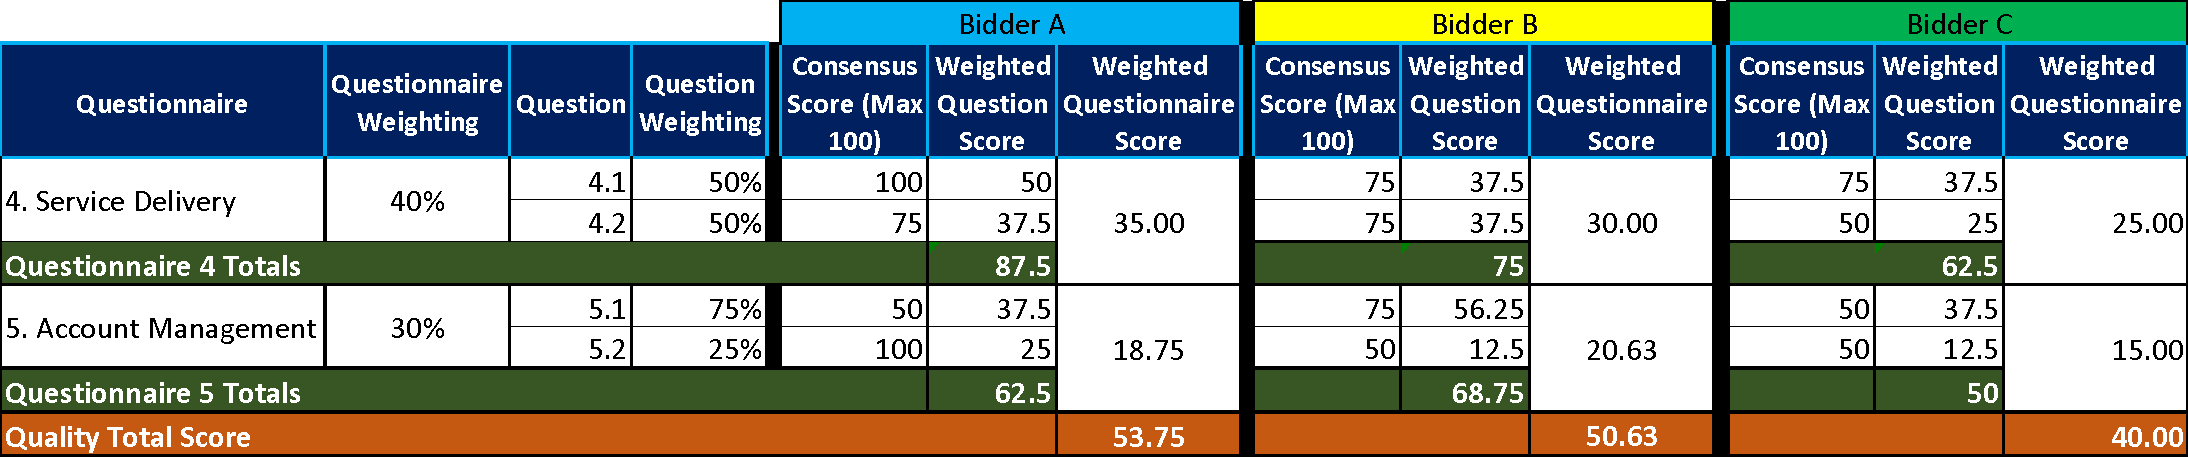 Bidder A Bidder B Bidder C
Questionnaire Questionnaire Weighting Question Question Weighting Consensus Score (Max 100) Weighted Question Score Weighted Questionnaire Score Consensus Score (Max 100) Weighted Question Score Weighted Questionnaire Score Consensus Score (Max 100) Weighted Question Score Weighted Questionnaire Score
4. Service Delivery 40% 4.1 50% 100 50 35.00 75 37.5 30.00 75 37.5 25.00
4.2 50% 75 37.5 75 37.5 50 25
Questionnaire 4 Totals 87.5 75 62.5
5. Account Management 30% 5.1 75% 50 37.5 18.75 75 56.25 20.63 50 37.5 15.00
5.2 25% 100 25 50 12.5 50 12.5
Questionnaire 5 Totals 62.5 68.75 50
Quality Total Score 53.75 50.63 40.00